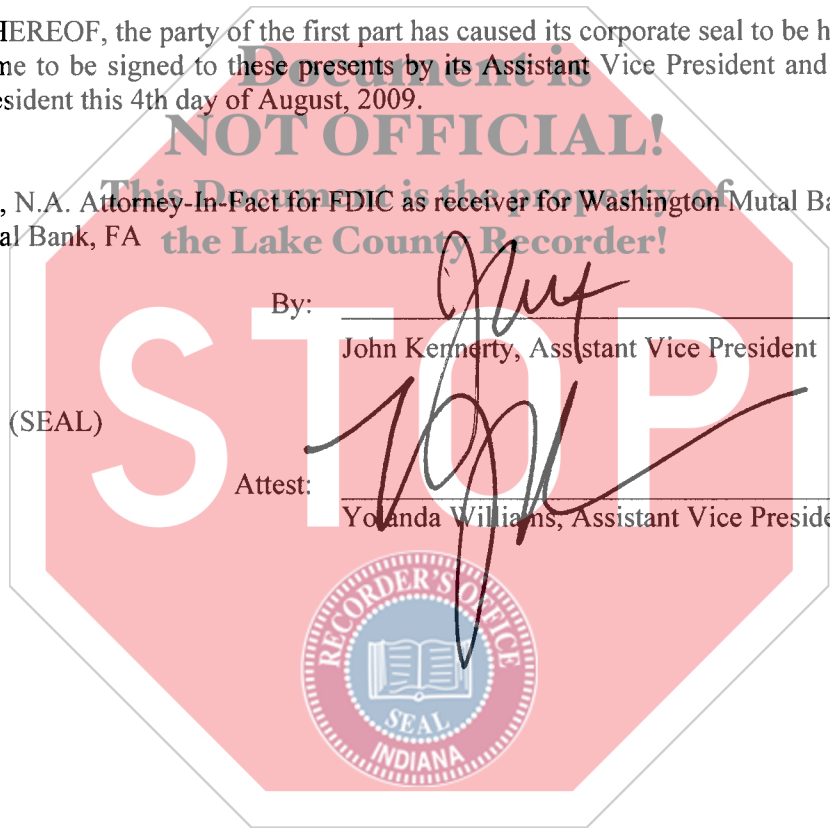 HEREOF, the party of the first part has caused its corporate seal to be h
me to be signed to these presents by its Assistant Vice President and
esident this 4th day of August, 2009.
Document is
NOT OFFICIAL!
This Document is the property of
the Lake County Recorder!
, N.A. Attorney-In-Fact for FDIC as receiver for Washington Mutal Ba
al Bank, FA
By:
John Kennerty, Assistant Vice President
STOP
(SEAL)
Attest:
Yolanda Williams, Assistant Vice Preside
RECORDER'S OFFICE
SEAL
INDIANA